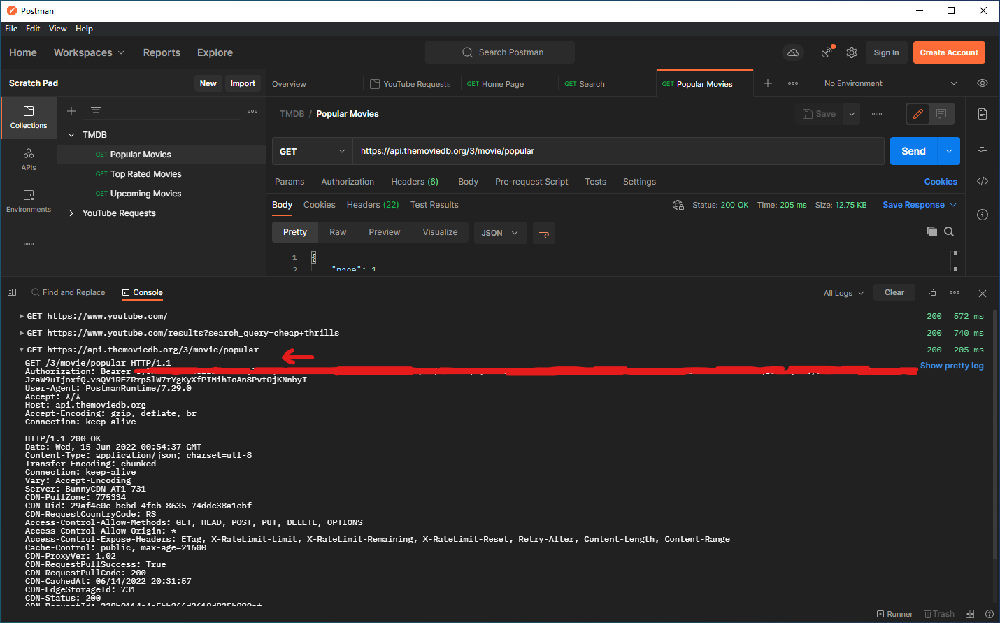 Postman
File Edit View Help
Home Workspaces Reports Explore Search Postman Sign In Create Account
Scratch Pad New Import
Overview YouTube Requests GET Home Page GET Search GET Popular Movies No Environment
Collections
APIs
Environments
TMDB
GET Popular Movies
GET Top Rated Movies
GET Upcoming Movies
YouTube Requests
TMDB / Popular Movies Save
GET https://api.themoviedb.org/3/movie/popular Send
Params Authorization Headers (6) Body Pre-request Script Tests Settings Cookies
Body Cookies Headers (22) Test Results Status: 200 OK Time: 205 ms Size: 12.75 KB Save Response
Pretty Raw Preview Visualize JSON
1 {
2 "page": 1
Find and Replace Console All Logs Clear
GET https://www.youtube.com/ 200 572 ms
GET https://www.youtube.com/results?search_query=cheap+thrills 200 740 ms
GET https://api.themoviedb.org/3/movie/popular 200 205 ms
GET /3/movie/popular HTTP/1.1
Show pretty log
Authorization: Bearer
JzaW9uIjoxfQ.vsQV1REZRrp5lW7rYgKyXfPIMihIoAn8PvtOjKNnbyI
User-Agent: PostmanRuntime/7.29.0
Accept: */*
Host: api.themoviedb.org
Accept-Encoding: gzip, deflate, br
Connection: keep-alive
HTTP/1.1 200 OK
Date: Wed, 15 Jun 2022 00:54:37 GMT
Content-Type: application/json; charset=utf-8
Transfer-Encoding: chunked
Connection: keep-alive
Vary: Accept-Encoding
Server: BunnyCDN-AT1-731
CDN-PullZone: 775334
CDN-Uid: 29af4e0e-bcbd-4fcb-8635-74ddc38a1ebf
CDN-RequestCountryCode: RS
Access-Control-Allow-Methods: GET, HEAD, POST, PUT, DELETE, OPTIONS
Access-Control-Allow-Origin: *
Access-Control-Expose-Headers: ETag, X-RateLimit-Limit, X-RateLimit-Remaining, X-RateLimit-Reset, Retry-After, Content-Length, Content-Range
Cache-Control: public, max-age=21600
CDN-ProxyVer: 1.02
CDN-RequestPullSuccess: True
CDN-RequestPullCode: 200
CDN-CachedAt: 06/14/2022 20:31:57
CDN-EdgeStorageId: 731
CDN-Status: 200
CDN-RequestId:
Runner Trash